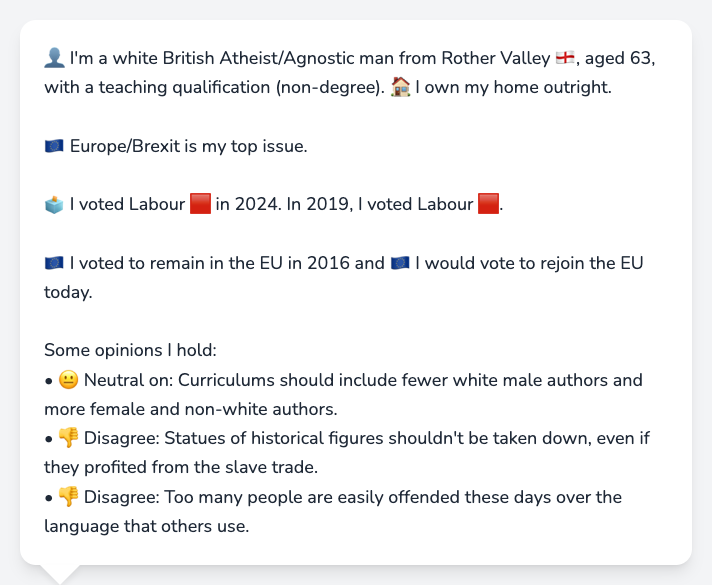 👤 I'm a white British Atheist/Agnostic man from Rother Valley 🏴󠁧󠁢󠁥󠁮󠁧󠁿, aged 63,
with a teaching qualification (non-degree). 🏠 I own my home outright.
🇪🇺 Europe/Brexit is my top issue.
🗳️ I voted Labour 🟥 in 2024. In 2019, I voted Labour 🟥.
🇪🇺 I voted to remain in the EU in 2016 and 🇪🇺 I would vote to rejoin the EU
today.
Some opinions I hold:
• 😐 Neutral on: Curriculums should include fewer white male authors and
more female and non-white authors.
• 👎 Disagree: Statues of historical figures shouldn't be taken down, even if
they profited from the slave trade.
• 👎 Disagree: Too many people are easily offended these days over the
language that others use.